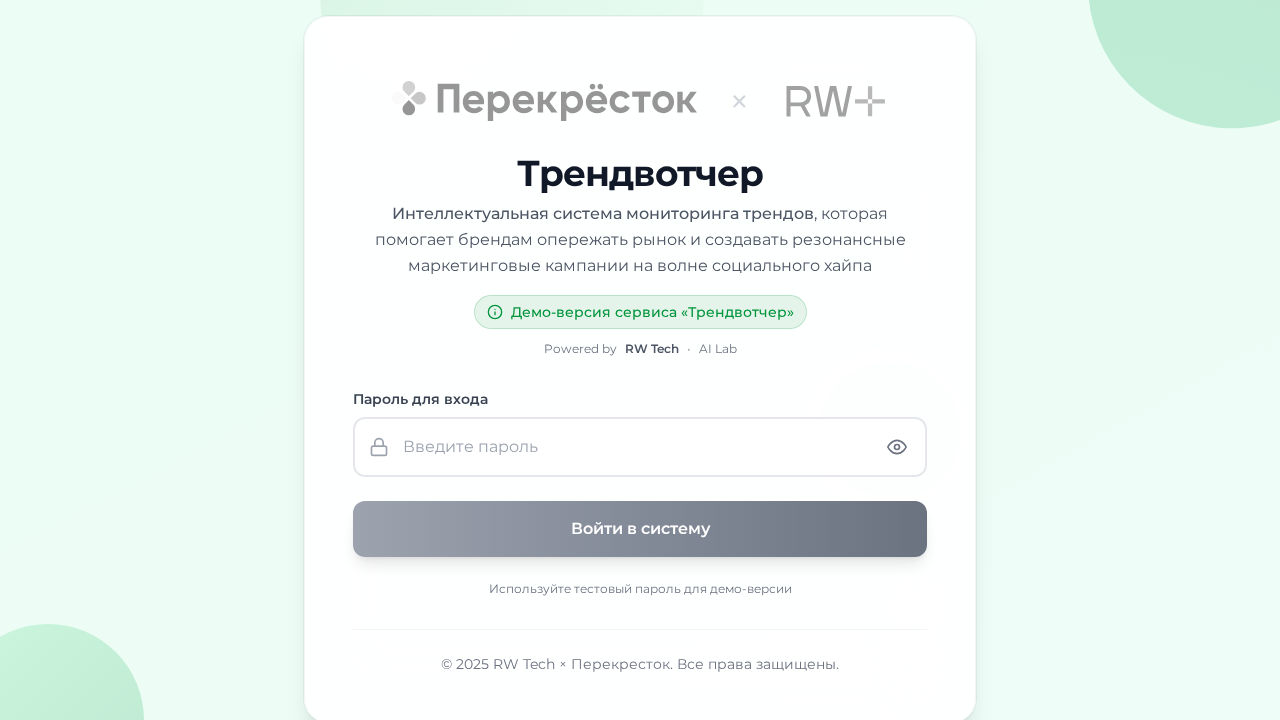 Перекрёсток × RW+
Трендвотчер
Интеллектуальная система мониторинга трендов, которая
помогает брендам опережать рынок и создавать резонансные
маркетинговые кампании на волне социального хайпа
Демо-версия сервиса «Трендвотчер»
Powered by RW Tech · AI Lab
Пароль для входа
Введите пароль
Войти в систему
Используйте тестовый пароль для демо-версии
© 2025 RW Tech × Перекресток. Все права защищены.